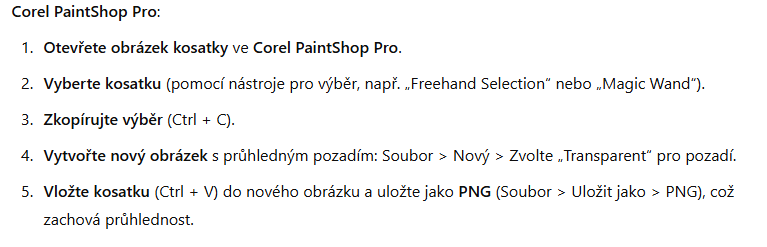 Corel PaintShop Pro:
1. Otevřete obrázek kosatky ve Corel PaintShop Pro.
2. Vyberte kosatku (pomocí nástroje pro výběr, např. „Freehand Selection“ nebo „Magic Wand“).
3. Zkopírujte výběr (Ctrl + C).
4. Vytvořte nový obrázek s průhledným pozadím: Soubor > Nový > Zvolte „Transparent“ pro pozadí.
5. Vložte kosatku (Ctrl + V) do nového obrázku a uložte jako PNG (Soubor > Uložit jako > PNG), což
zachová průhlednost.